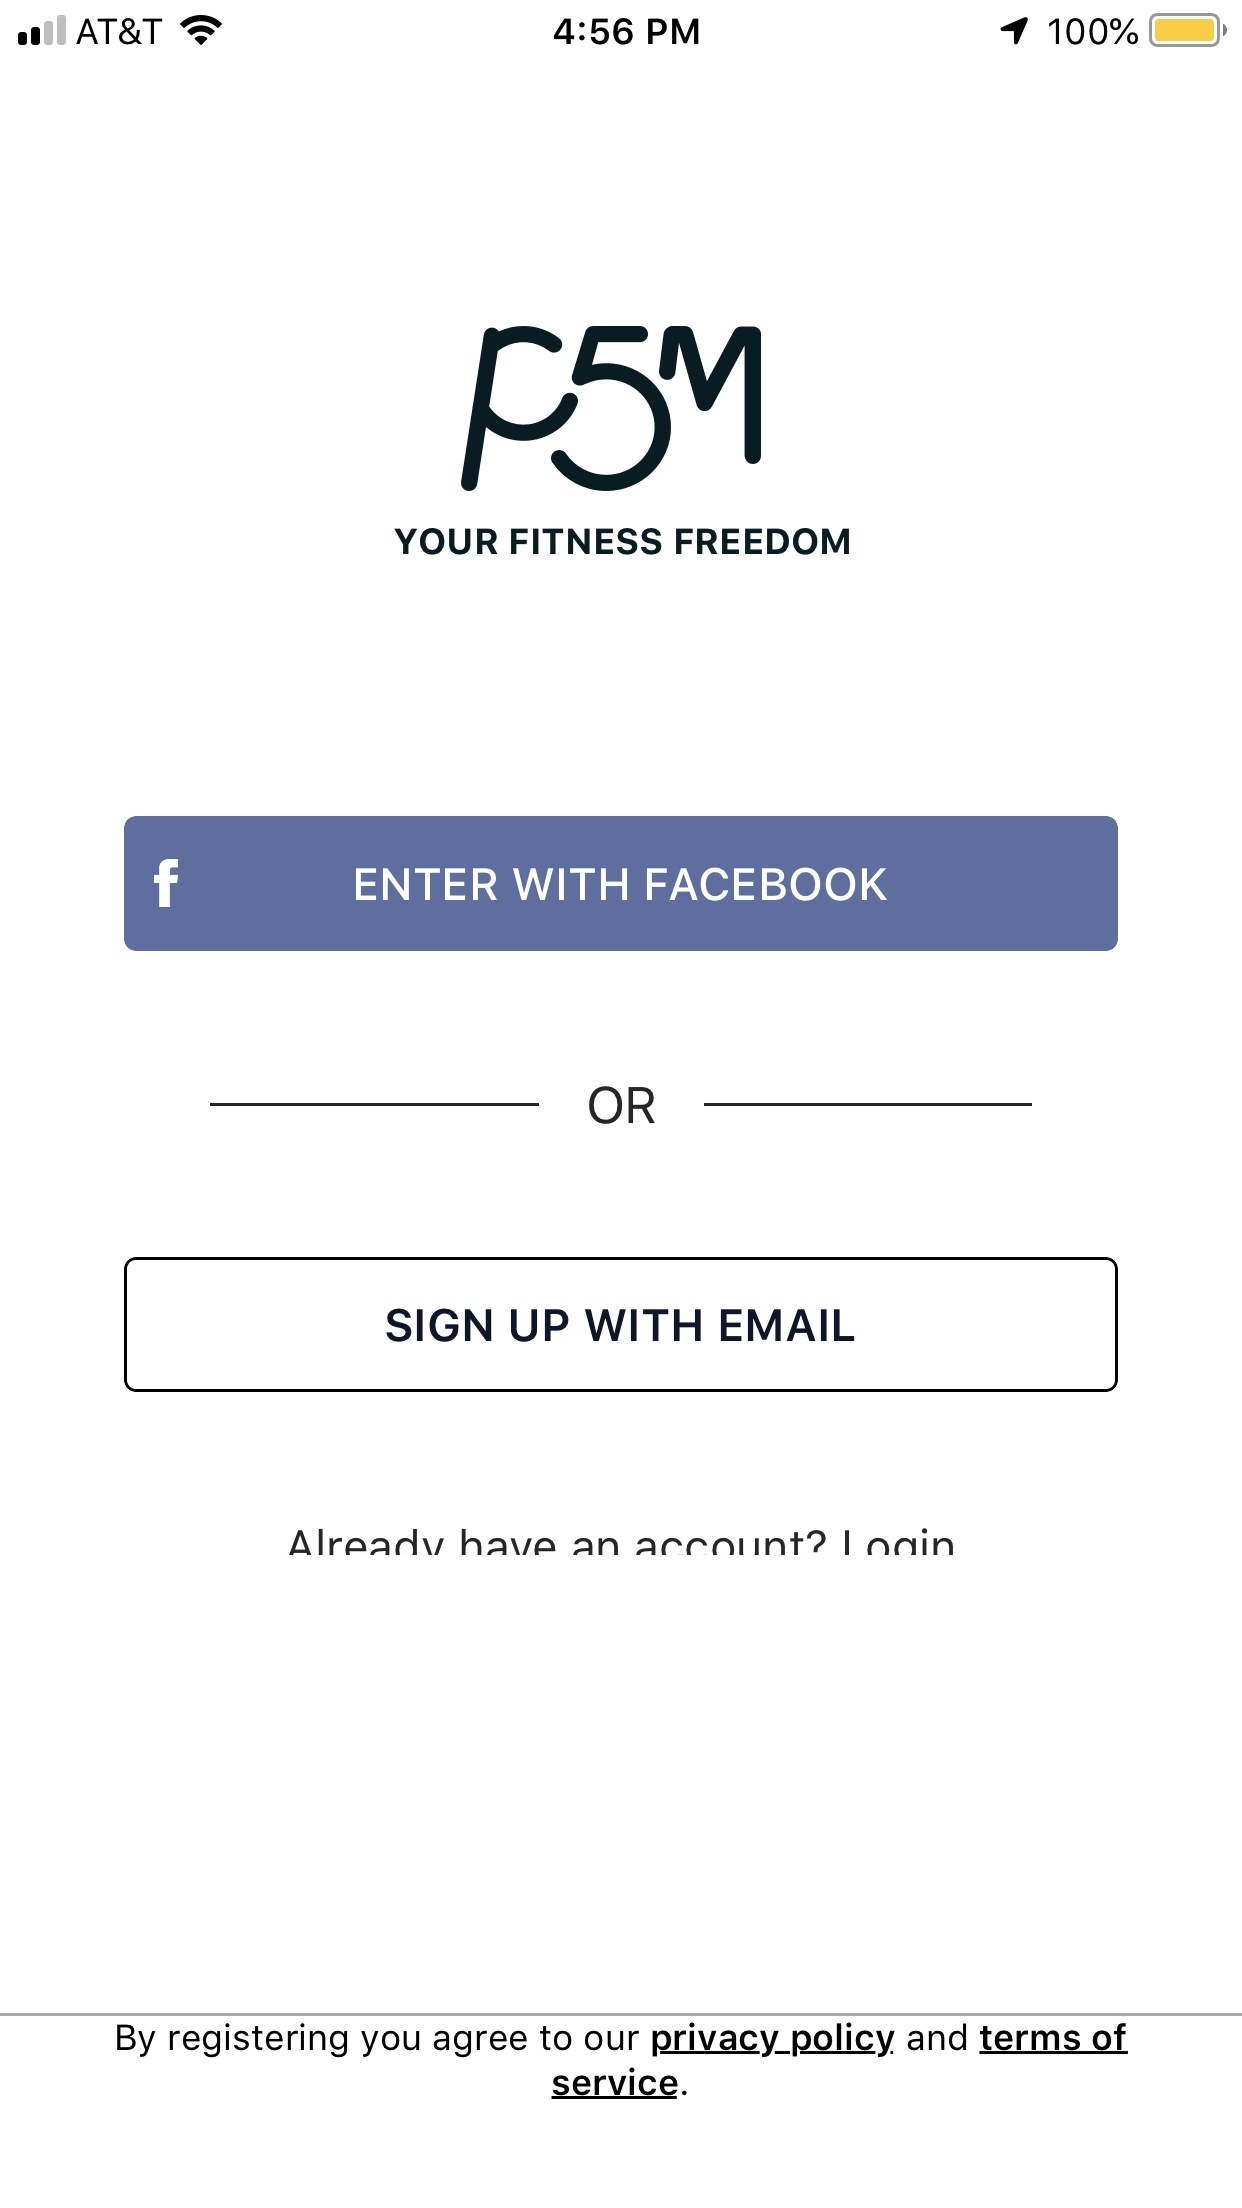 AT&T 4:56 PM 100%
P5M
YOUR FITNESS FREEDOM
f ENTER WITH FACEBOOK
OR
SIGN UP WITH EMAIL
Already have an account? Login
By registering you agree to our privacy policy and terms of
service.